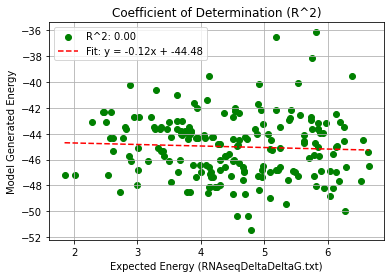 Coefficient of Determination (R^2)
R^2: 0.00
Fit: y = -0.12x + -44.48
Model Generated Energy
-36
-38
-40
-42
-44
-46
-48
-50
-52
2 3 4 5 6
Expected Energy (RNAseqDeltaDeltaG.txt)